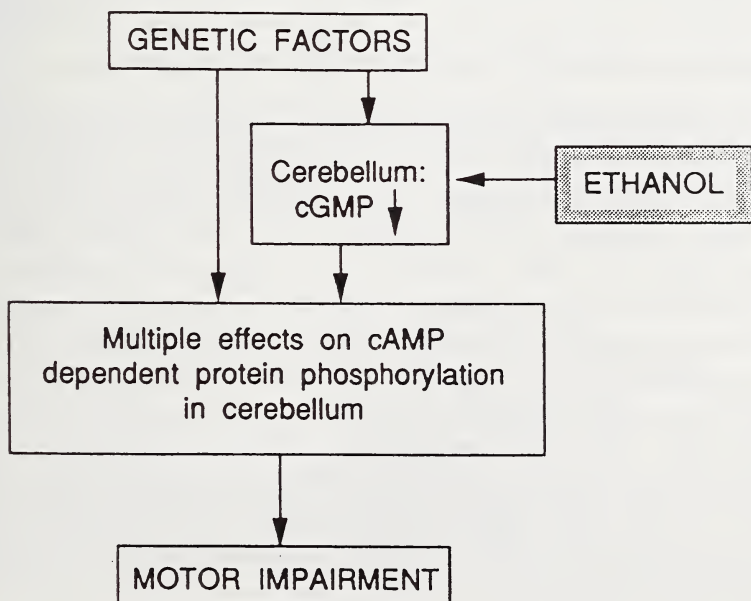 GENETIC FACTORS
Cerebellum:
cGMP
ETHANOL
Multiple effects on cAMP
dependent protein phosphorylation
in cerebellum
MOTOR IMPAIRMENT